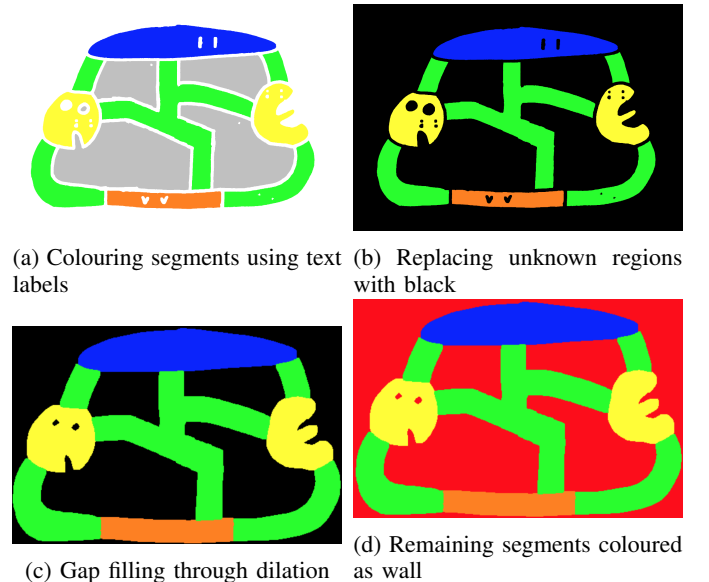 (a) Colouring segments using text
labels
(b) Replacing unknown regions
with black
(c) Gap filling through dilation
(d) Remaining segments coloured
as wall